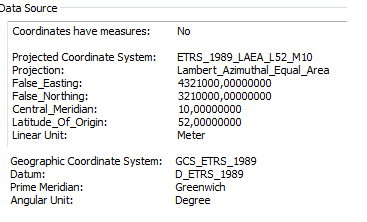 Data Source
Coordinates have measures: No
Projected Coordinate System: ETRS_1989_LAEA_L52_M10
Projection: Lambert_Azimuthal_Equal_Area
False_Easting: 4321000,00000000
False_Northing: 3210000,00000000
Central_Meridian: 10,00000000
Latitude_Of_Origin: 52,00000000
Linear Unit: Meter
Geographic Coordinate System: GCS_ETRS_1989
Datum: D_ETRS_1989
Prime Meridian: Greenwich
Angular Unit: Degree